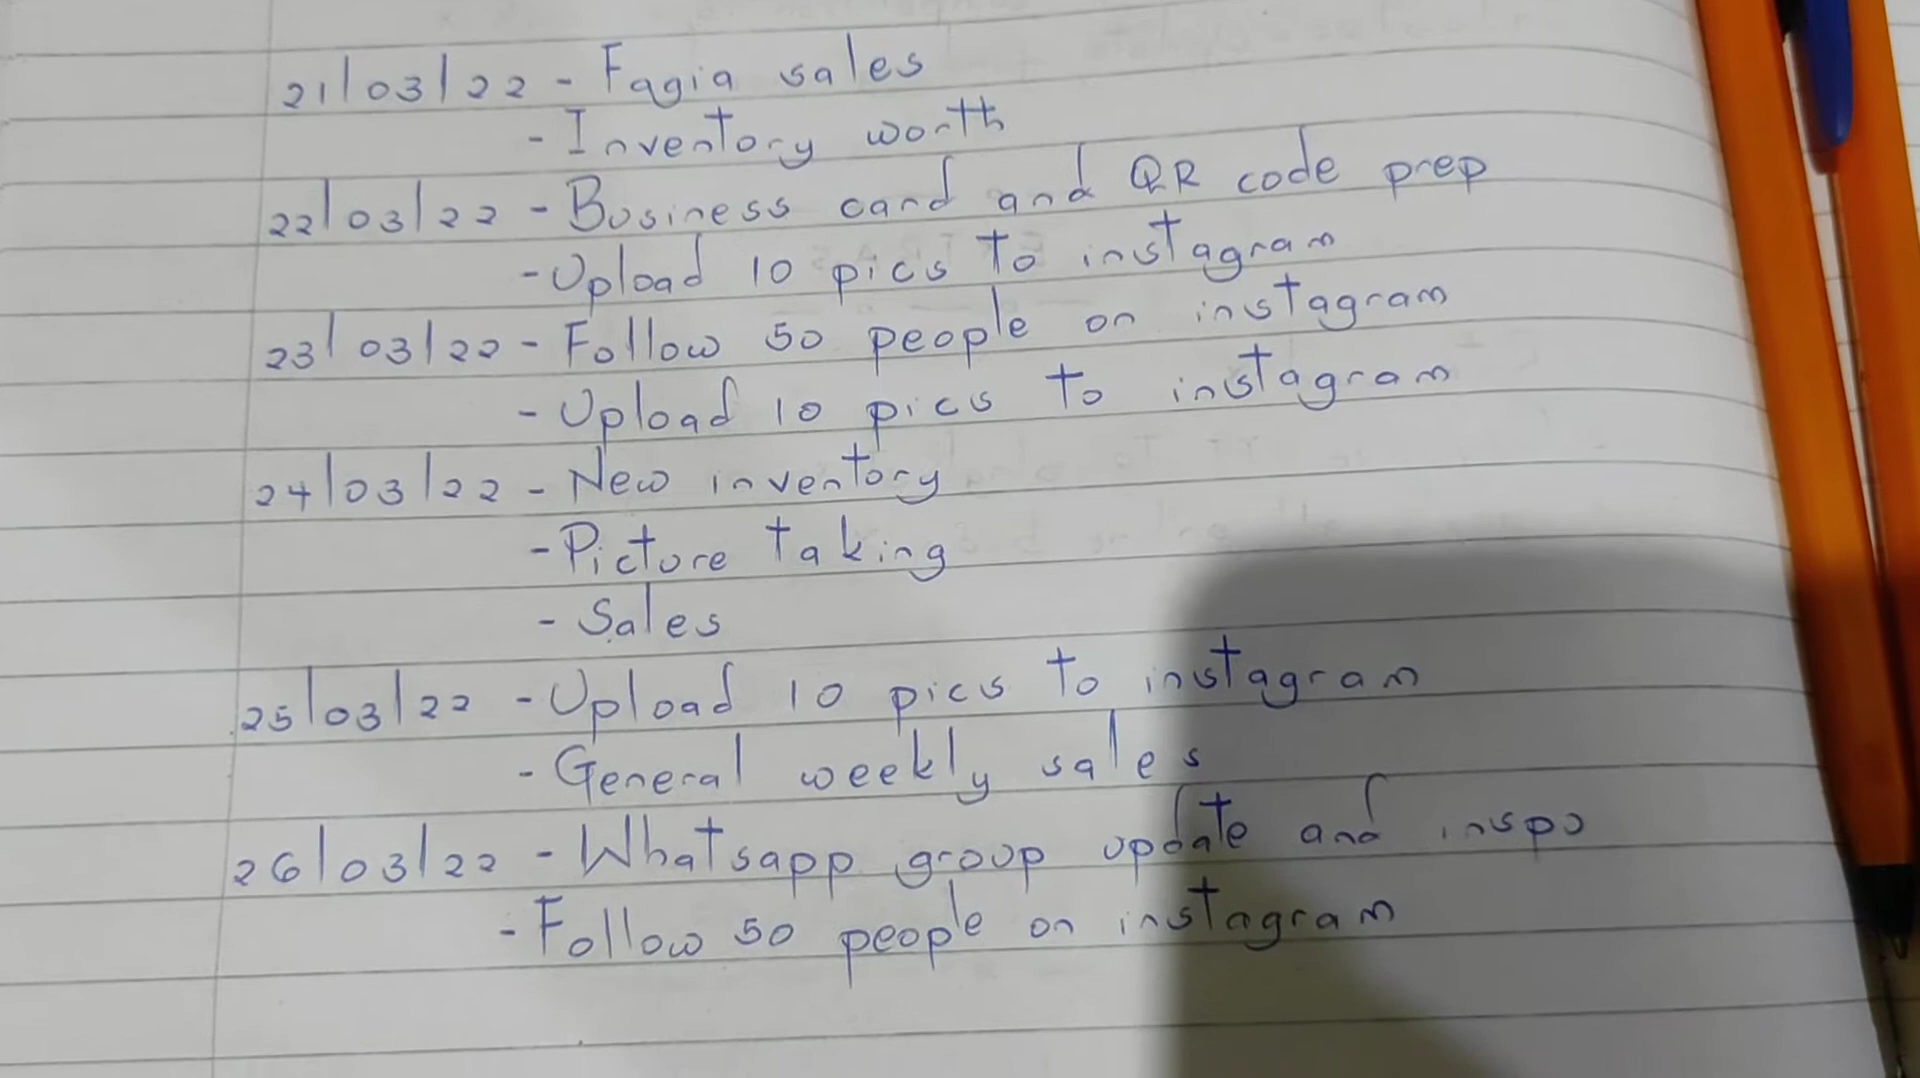 21/03/22 - Fagia sales
- Inventory worth
22/03/22 - Business card and QR code prep
- Upload 10 pics to instagram
23/03/22 - Follow 50 people on instagram
- Upload 10 pics to instagram
24/03/22 - New inventory
- Picture taking
- Sales
25/03/22 - Upload 10 pics to instagram
- General weekly sales
26/03/22 - Whatsapp group update and inspo
- Follow 50 people on instagram